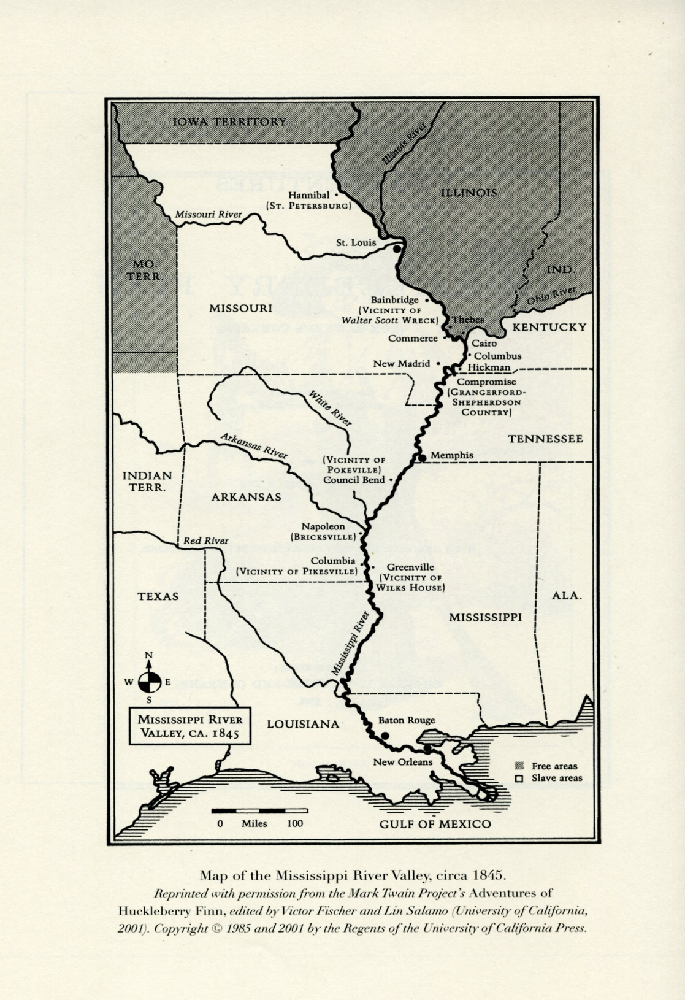 IOWA TERRITORY
Illinois River
ILLINOIS
Hannibal
(ST. PETERSBURG)
Missouri River
St. Louis
MO.
TERR.
IND.
Ohio River
MISSOURI
Bainbridge
(VICINITY OF
Walter Scott WRECK)
Thebes
KENTUCKY
Commerce
Cairo
Columbus
New Madrid
Hickman
Compromise
(GRANGERFORD-
SHEPHERDSON
COUNTRY)
White River
Arkansas River
TENNESSEE
Memphis
(VICINITY OF
POKEVILLE)
Council Bend
INDIAN
TERR.
ARKANSAS
Napoleon
(BRICKSVILLE)
Red River
Columbia
(VICINITY OF PIKESVILLE)
Greenville
(VICINITY OF
WILKS HOUSE)
TEXAS
ALA.
MISSISSIPPI
Mississippi River
N
W E
S
MISSISSIPPI RIVER
VALLEY, CA. 1845
LOUISIANA
Baton Rouge
New Orleans
Free areas
Slave areas
0 Miles 100
GULF OF MEXICO
Map of the Mississippi River Valley, circa 1845.
Reprinted with permission from the Mark Twain Project's Adventures of
Huckleberry Finn, edited by Victor Fischer and Lin Salamo (University of California,
2001). Copyright © 1985 and 2001 by the Regents of the University of California Press.